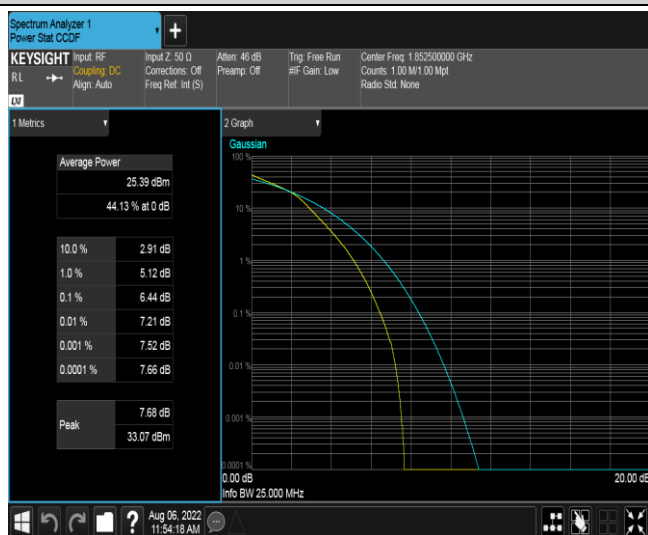 Spectrum Analyzer 1
Power Stat CCDF
+
KEYSIGHT
RL
LXI
Input: RF
Coupling: DC
Align: Auto
Input Z: 50 Ω
Corrections: Off
Freq Ref: Int (S)
Atten: 46 dB
Preamp: Off
Trig: Free Run
#IF Gain: Low
Center Freq: 1.852500000 GHz
Counts: 1.00 M/1.00 Mpt
Radio Std: None
1 Metrics
Average Power
25.39 dBm
44.13 % at 0 dB
10.0 % 2.91 dB
1.0 % 5.12 dB
0.1 % 6.44 dB
0.01 % 7.21 dB
0.001 % 7.52 dB
0.0001 % 7.66 dB
Peak
7.68 dB
33.07 dBm
2 Graph
Gaussian
100 %
10 %
1 %
0.1 %
0.01 %
0.001 %
0.0001 %
0.00 dB
20.00 dB
Info BW 25.000 MHz
?
Aug 06, 2022
11:54:18 AM